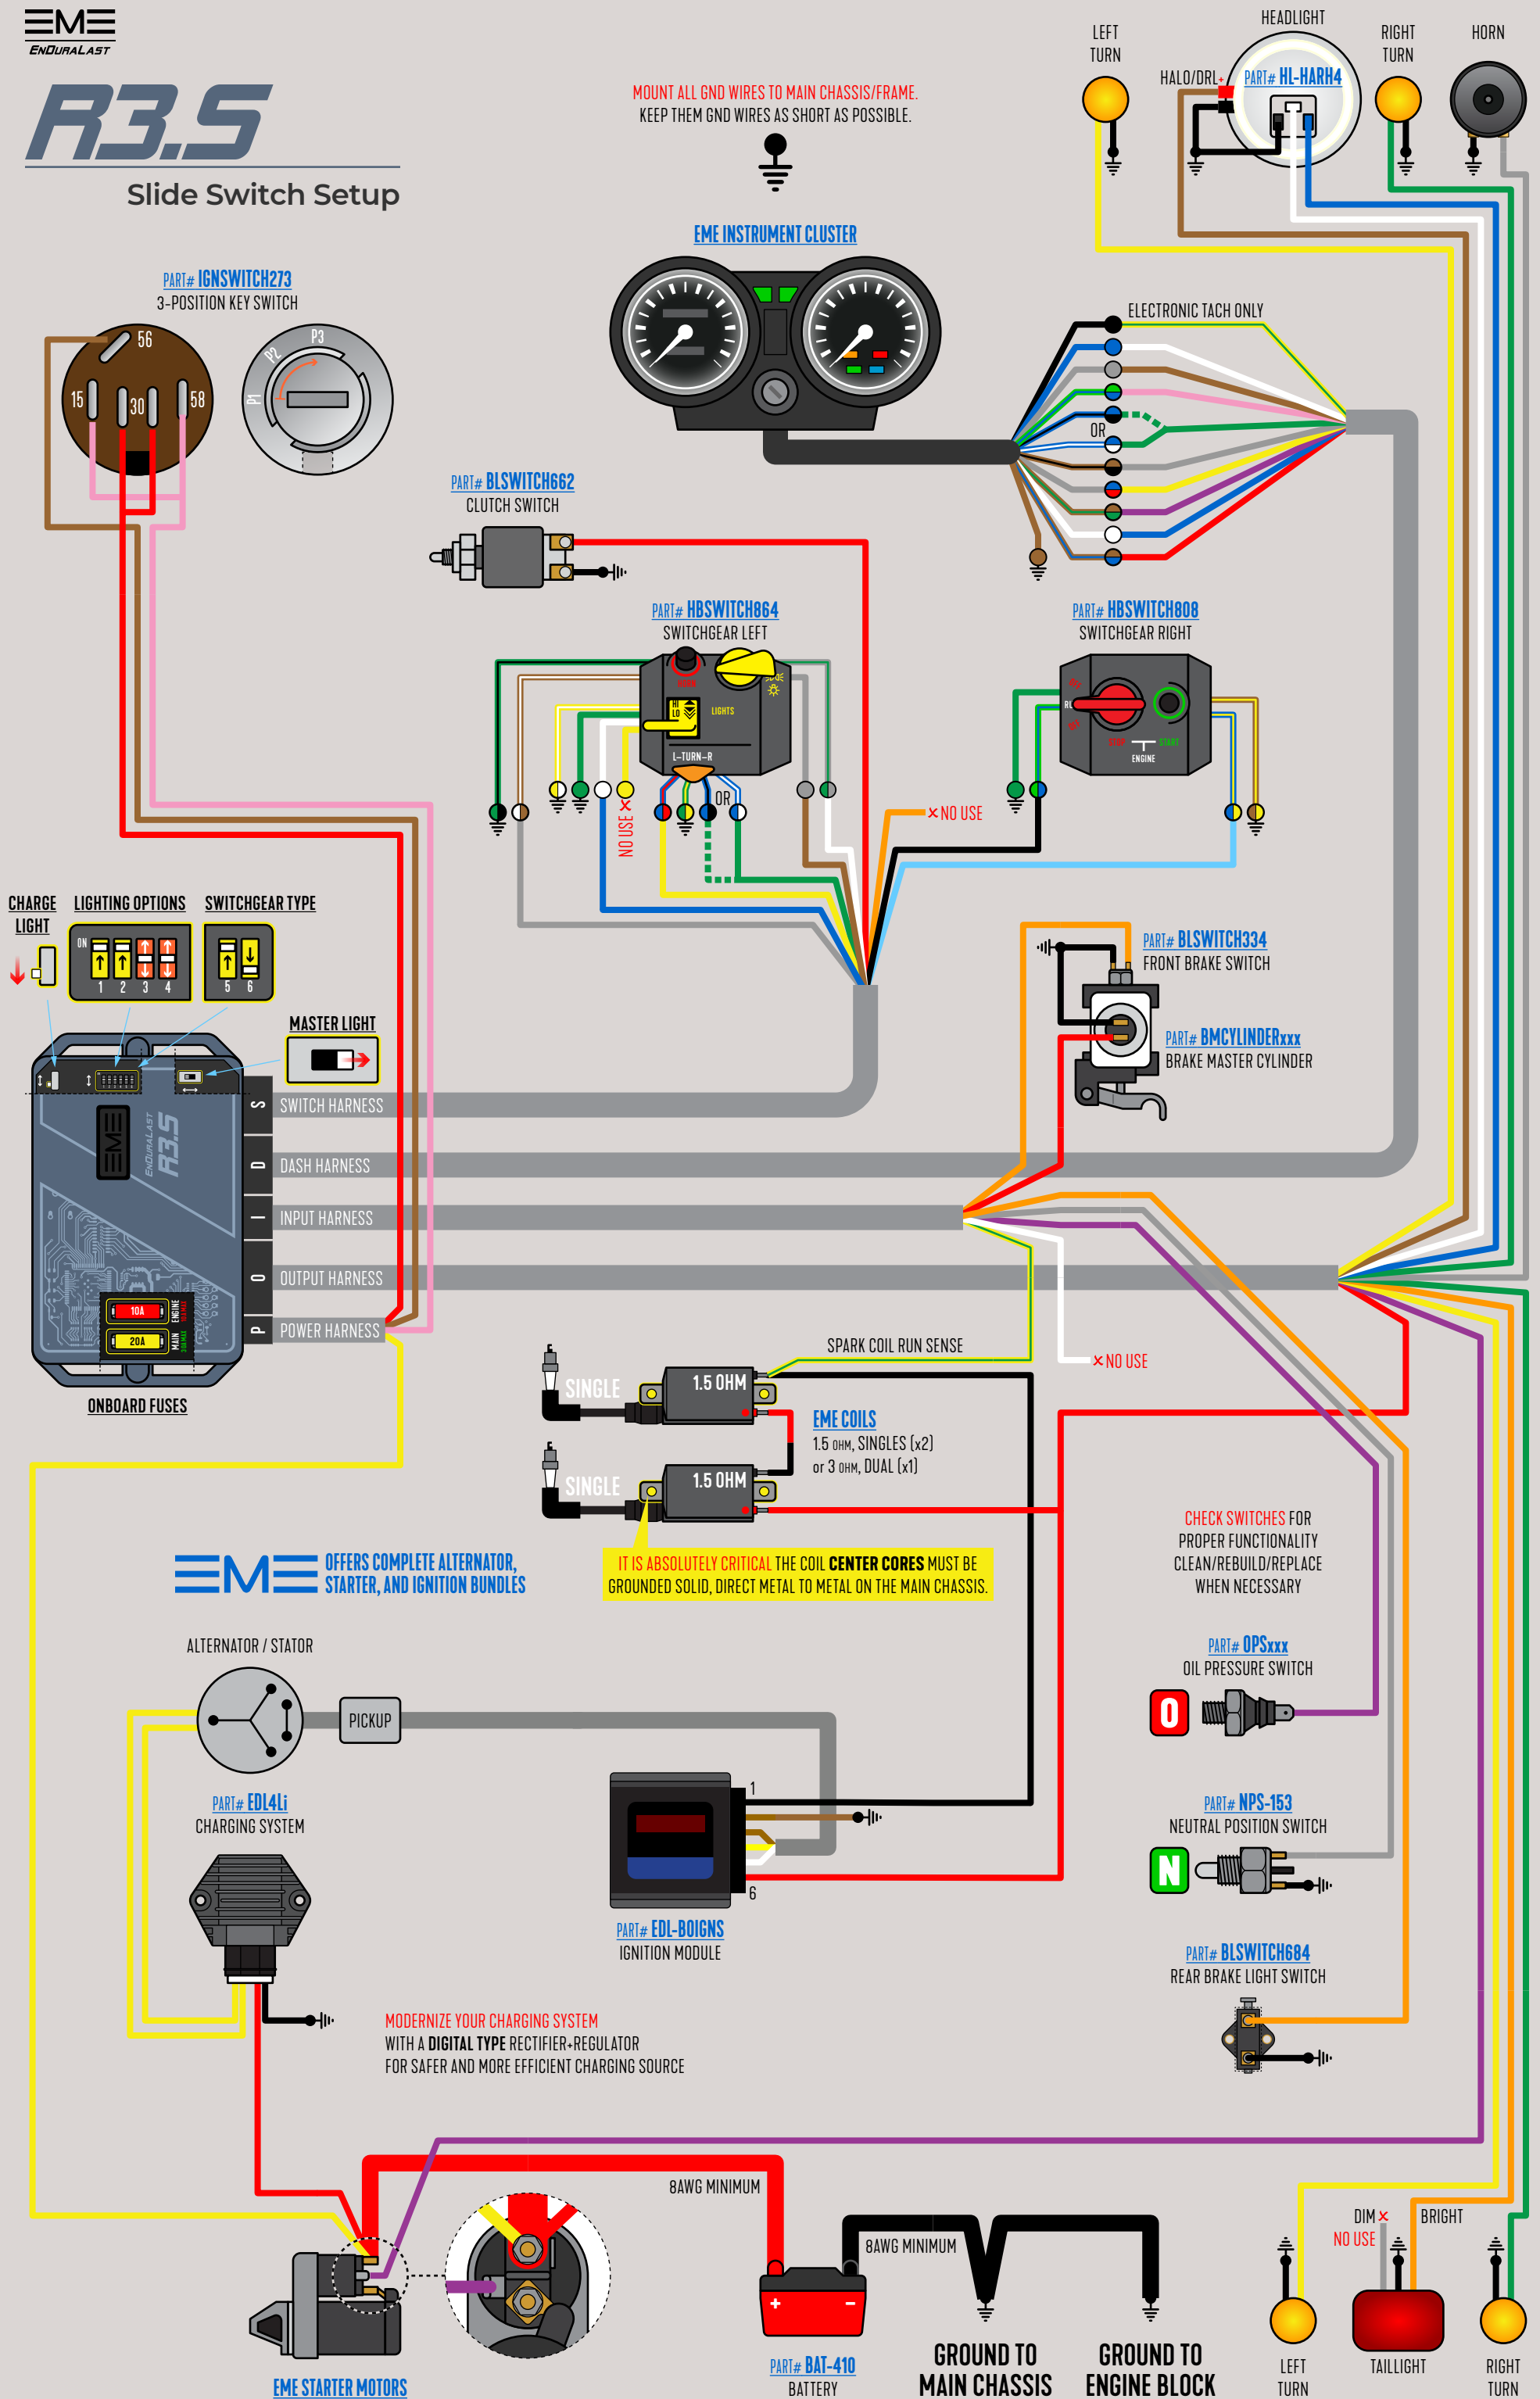 EME
ENDURALAST
R3.S
Slide Switch Setup
MOUNT ALL GND WIRES TO MAIN CHASSIS/FRAME.
KEEP THEM GND WIRES AS SHORT AS POSSIBLE.
LEFT
TURN
HEADLIGHT
RIGHT
TURN
HORN
HALO/DRL+
PART# HL-HARH4
EME INSTRUMENT CLUSTER
PART# IGNSWITCH273
3-POSITION KEY SWITCH
56
15
30
58
P1
P2
P3
ELECTRONIC TACH ONLY
OR
PART# BLSWITCH662
CLUTCH SWITCH
PART# HBSWITCH864
SWITCHGEAR LEFT
HI
LO
LIGHTS
L-TURN-R
OR
NO USE X
PART# HBSWITCH808
SWITCHGEAR RIGHT
STOP
START
ENGINE
X NO USE
CHARGE
LIGHT
LIGHTING OPTIONS
SWITCHGEAR TYPE
ON
1 2 3 4
5 6
MASTER LIGHT
EME
ENDURALAST
R3.S
S
SWITCH HARNESS
D
DASH HARNESS
I
INPUT HARNESS
O
OUTPUT HARNESS
P
POWER HARNESS
10A
ENGINE
20A
MAIN
ONBOARD FUSES
PART# BLSWITCH334
FRONT BRAKE SWITCH
PART# BMCYLINDERxxx
BRAKE MASTER CYLINDER
SPARK COIL RUN SENSE
X NO USE
SINGLE
1.5 OHM
EME COILS
1.5 OHM, SINGLES (x2)
or 3 OHM, DUAL (x1)
SINGLE
1.5 OHM
IT IS ABSOLUTELY CRITICAL THE COIL CENTER CORES MUST BE
GROUNDED SOLID, DIRECT METAL TO METAL ON THE MAIN CHASSIS.
EME
OFFERS COMPLETE ALTERNATOR,
STARTER, AND IGNITION BUNDLES
CHECK SWITCHES FOR
PROPER FUNCTIONALITY
CLEAN/REBUILD/REPLACE
WHEN NECESSARY
ALTERNATOR / STATOR
PICKUP
PART# OPSxxx
OIL PRESSURE SWITCH
O
PART# EDL4Li
CHARGING SYSTEM
1
6
PART# EDL-BOIGNS
IGNITION MODULE
PART# NPS-153
NEUTRAL POSITION SWITCH
N
PART# BLSWITCH684
REAR BRAKE LIGHT SWITCH
MODERNIZE YOUR CHARGING SYSTEM
WITH A DIGITAL TYPE RECTIFIER+REGULATOR
FOR SAFER AND MORE EFFICIENT CHARGING SOURCE
8AWG MINIMUM
8AWG MINIMUM
DIM X
NO USE
BRIGHT
+ -
EME STARTER MOTORS
PART# BAT-410
BATTERY
GROUND TO
MAIN CHASSIS
GROUND TO
ENGINE BLOCK
LEFT
TURN
TAILLIGHT
RIGHT
TURN